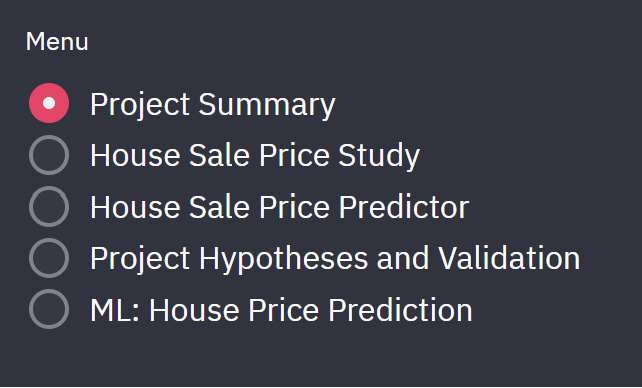 Menu
Project Summary
House Sale Price Study
House Sale Price Predictor
Project Hypotheses and Validation
ML: House Price Prediction